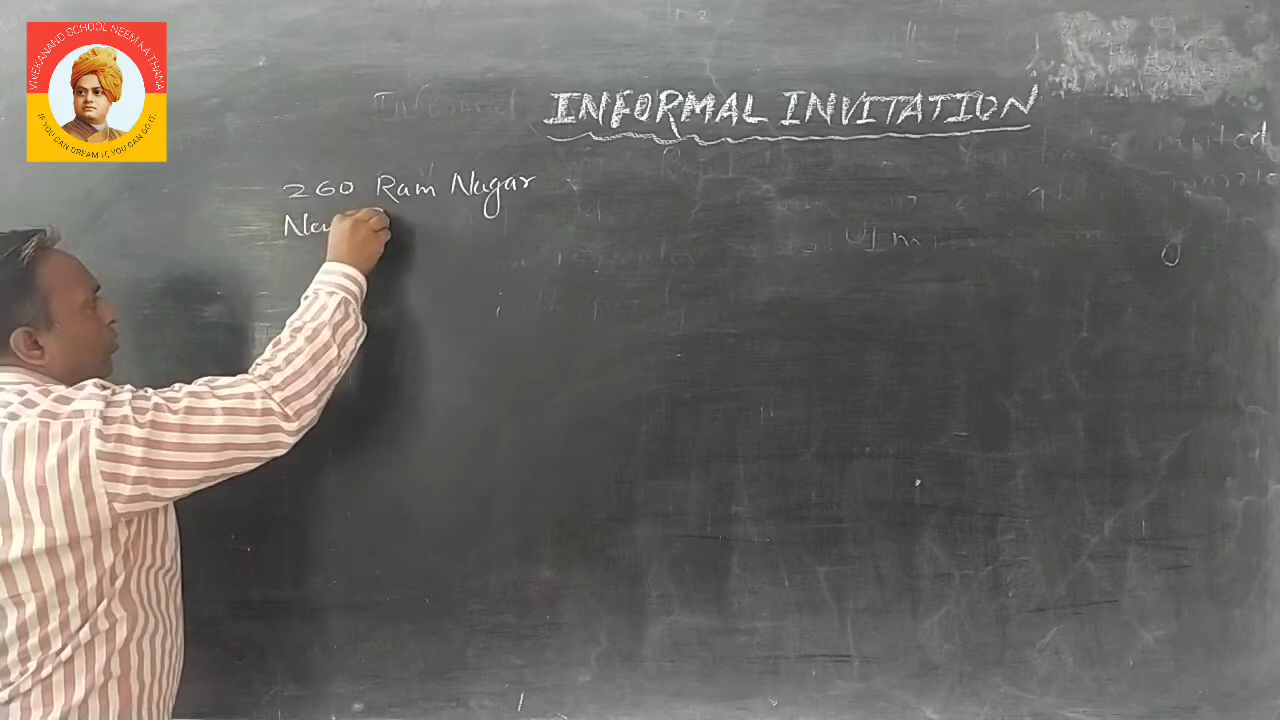 VIVEKANAND SCHOOL NEEM KA THANA
IF YOU CAN DREAM IT, YOU CAN DO IT.
INFORMAL INVITATION
260 Ram Nagar